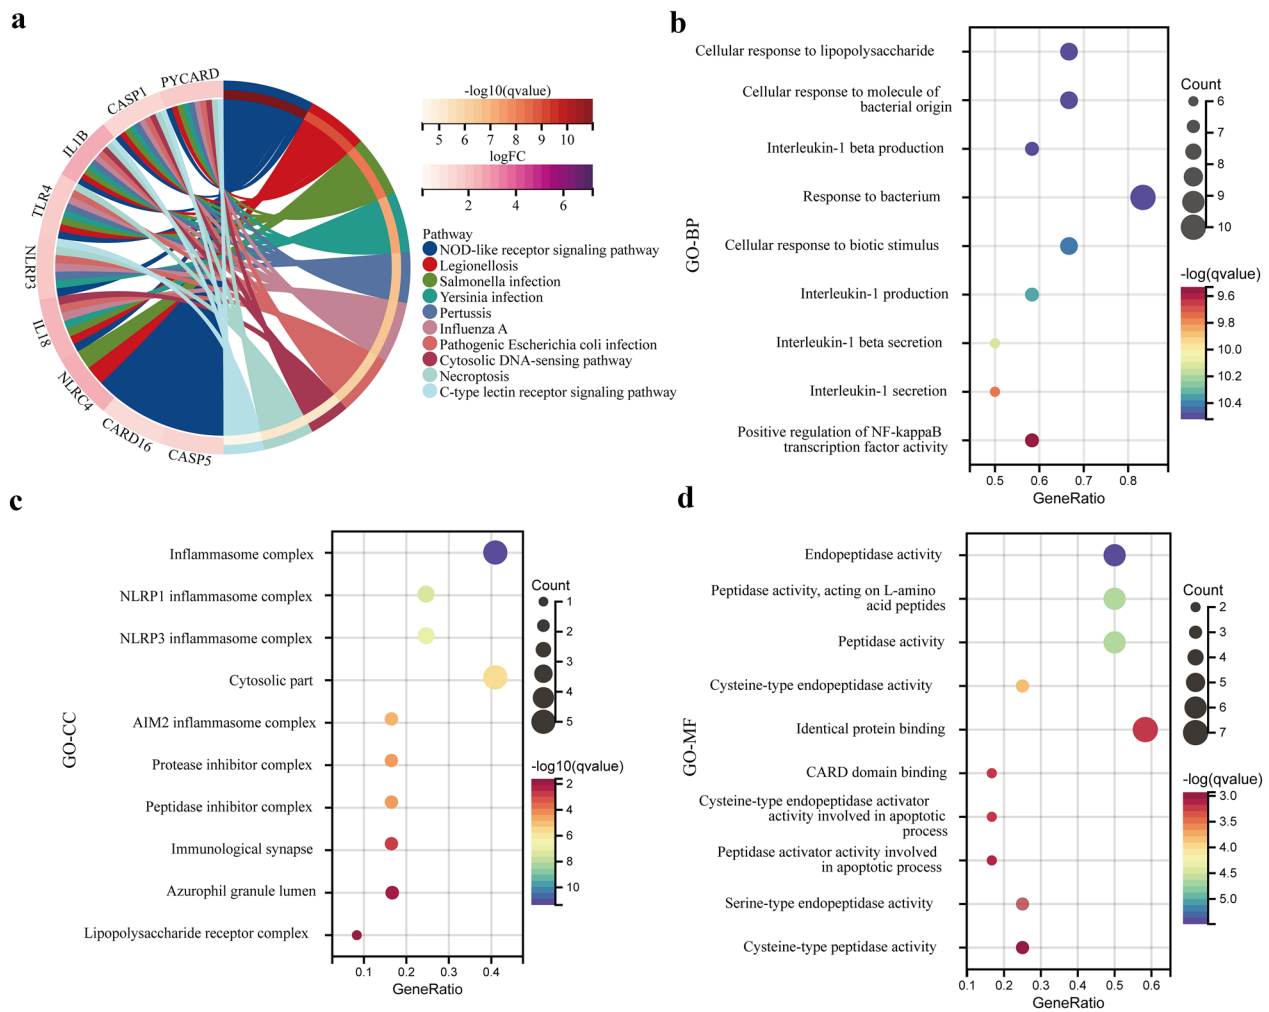 a
PYCARD
CASP1
IL1B
TLR4
NLRP3
IL18
NLRC4
CARD16
CASP5
-log10(qvalue)
5 6 7 8 9 10
logFC
2 4 6
Pathway
NOD-like receptor signaling pathway
Legionellosis
Salmonella infection
Yersinia infection
Pertussis
Influenza A
Pathogenic Escherichia coli infection
Cytosolic DNA-sensing pathway
Necroptosis
C-type lectin receptor signaling pathway
b
GO-BP
Cellular response to lipopolysaccharide
Cellular response to molecule of
bacterial origin
Interleukin-1 beta production
Response to bacterium
Cellular response to biotic stimulus
Interleukin-1 production
Interleukin-1 beta secretion
Interleukin-1 secretion
Positive regulation of NF-kappaB
transcription factor activity
0.5 0.6 0.7 0.8
GeneRatio
Count
6
7
8
9
10
-log(qvalue)
9.6
9.8
10.0
10.2
10.4
c
GO-CC
Inflammasome complex
NLRP1 inflammasome complex
NLRP3 inflammasome complex
Cytosolic part
AIM2 inflammasome complex
Protease inhibitor complex
Peptidase inhibitor complex
Immunological synapse
Azurophil granule lumen
Lipopolysaccharide receptor complex
0.1 0.2 0.3 0.4
GeneRatio
Count
1
2
3
4
5
-log10(qvalue)
2
4
6
8
10
d
GO-MF
Endopeptidase activity
Peptidase activity, acting on L-amino
acid peptides
Peptidase activity
Cysteine-type endopeptidase activity
Identical protein binding
CARD domain binding
Cysteine-type endopeptidase activator
activity involved in apoptotic
process
Peptidase activator activity involved
in apoptotic process
Serine-type endopeptidase activity
Cysteine-type peptidase activity
0.1 0.2 0.3 0.4 0.5 0.6
GeneRatio
Count
2
3
4
5
6
7
-log(qvalue)
3.0
3.5
4.0
4.5
5.0